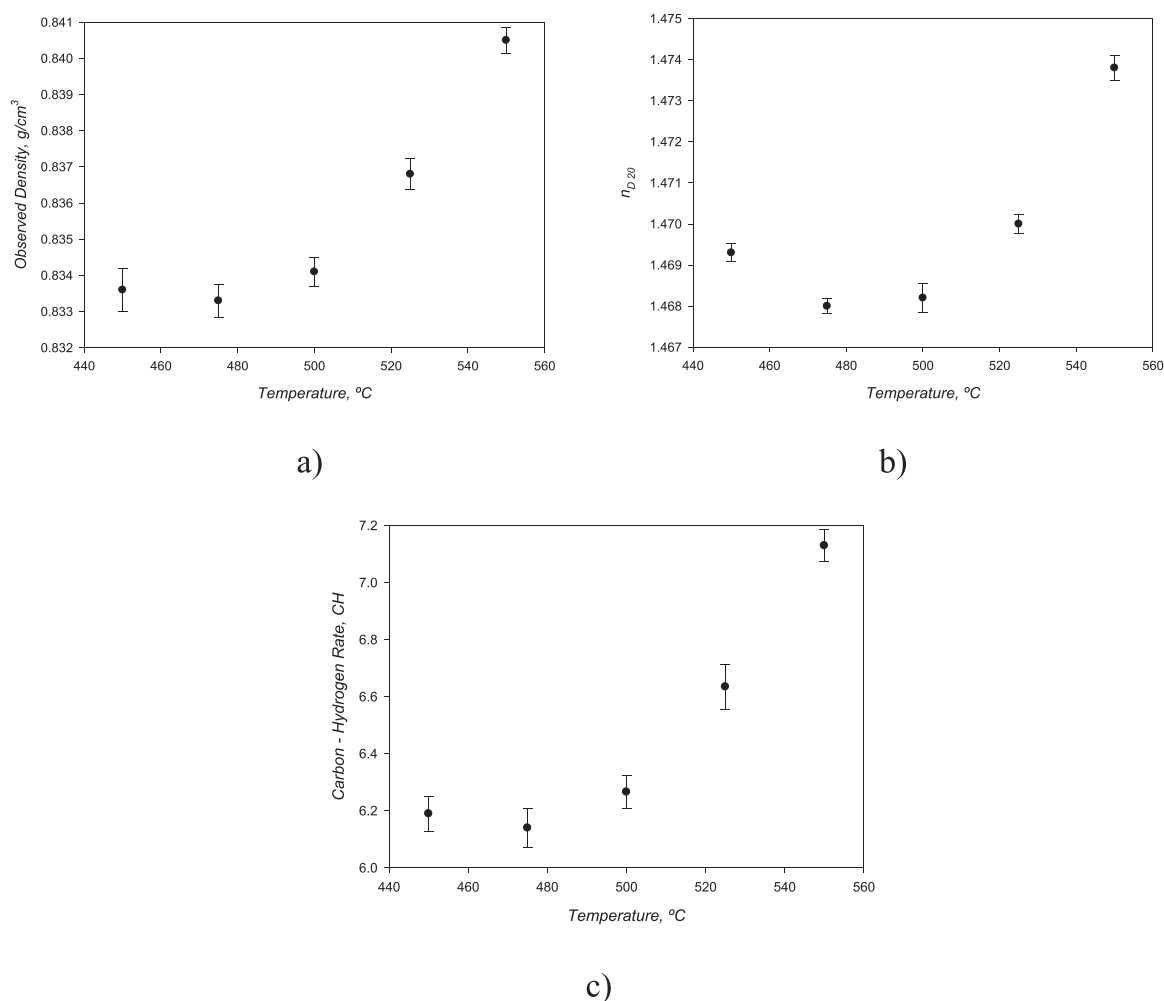 0.841
0.840
0.839
0.838
0.837
0.836
0.835
0.834
0.833
0.832
Observed Density, g/cm³
440 460 480 500 520 540 560
Temperature, ºC
a)
1.475
1.474
1.473
1.472
1.471
1.470
1.469
1.468
1.467
n D 20
440 460 480 500 520 540 560
Temperature, ºC
b)
7.2
7.0
6.8
6.6
6.4
6.2
6.0
Carbon - Hydrogen Rate, CH
440 460 480 500 520 540 560
Temperature, ºC
c)